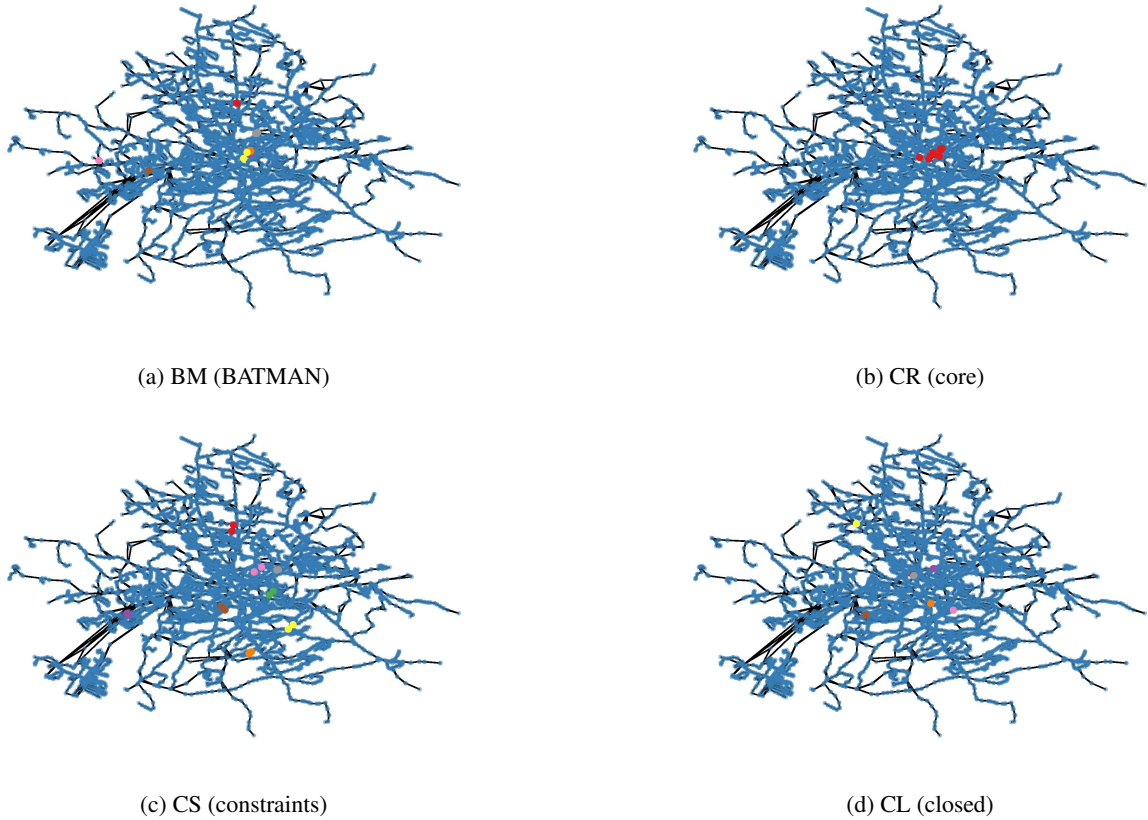 (a) BM (BATMAN)
(b) CR (core)
(c) CS (constraints)
(d) CL (closed)